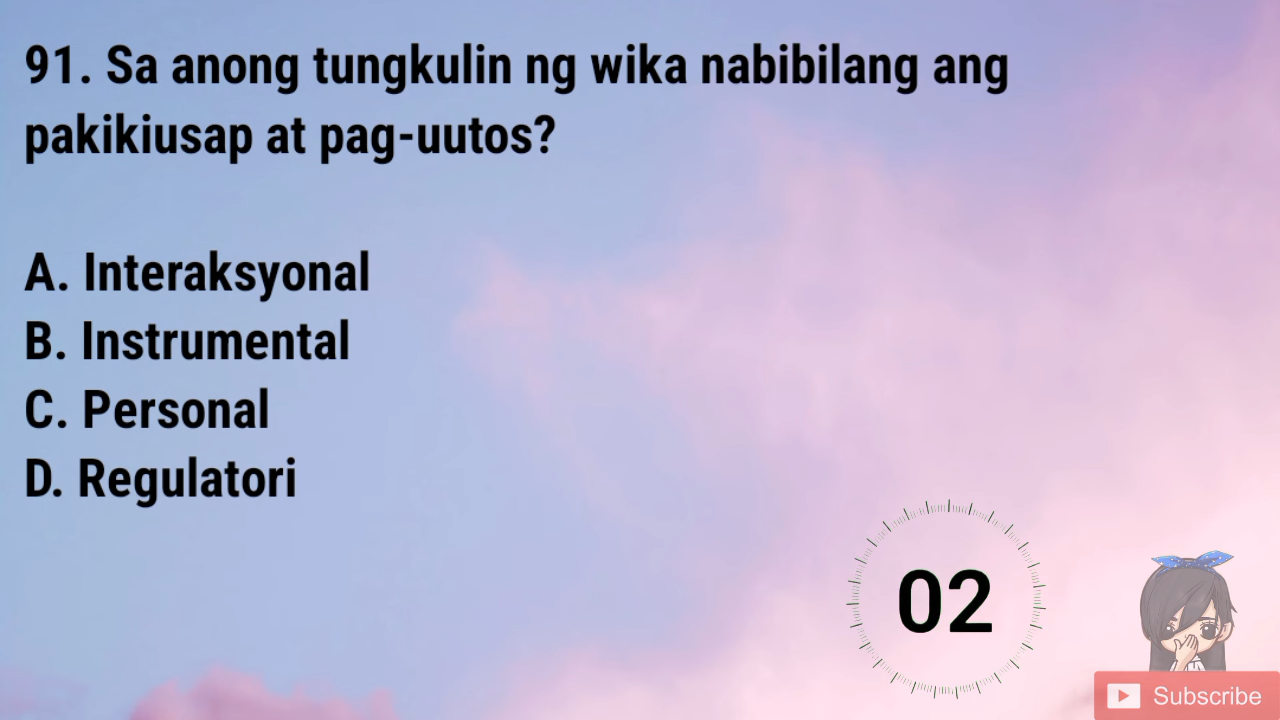 91. Sa anong tungkulin ng wika nabibilang ang
pakikiusap at pag-uutos?
A. Interaksyonal
B. Instrumental
C. Personal
D. Regulatori
02
Subscribe